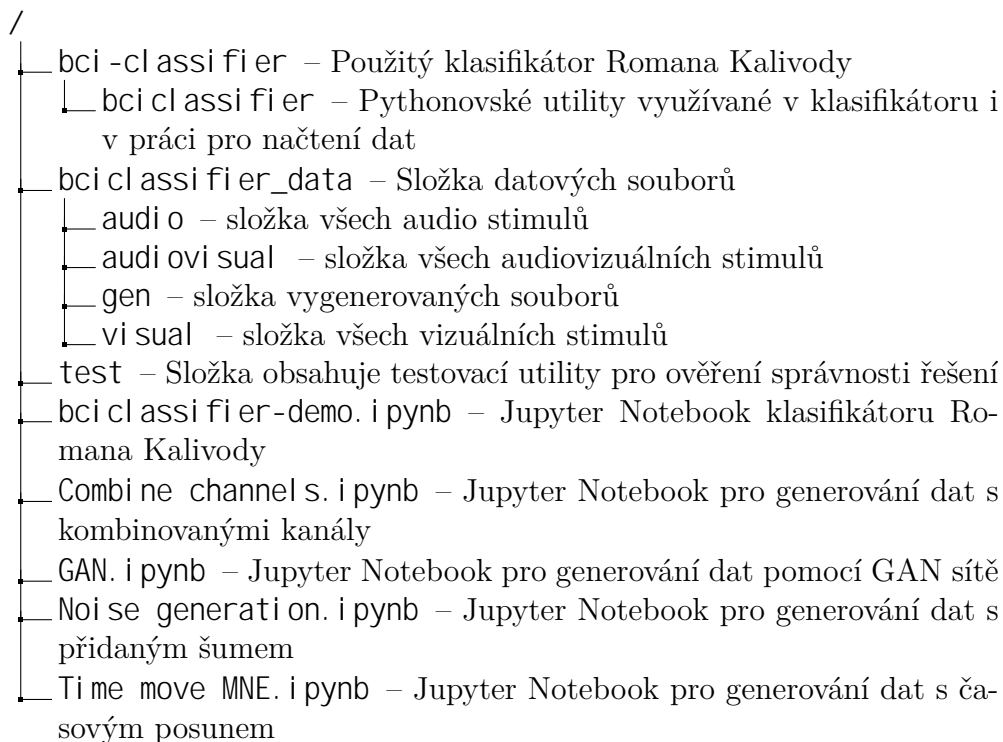 /
bci-classifier – Použitý klasifikátor Romana Kalivody
bciclassifier – Pythonovské utility využívané v klasifikátoru i
v práci pro načtení dat
bciclassifier_data – Složka datových souborů
audio – složka všech audio stimulů
audiovisual – složka všech audiovizuálních stimulů
gen – složka vygenerovaných souborů
visual – složka všech vizuálních stimulů
test – Složka obsahuje testovací utility pro ověření správnosti řešení
bciclassifier-demo.ipynb – Jupyter Notebook klasifikátoru Ro-
mana Kalivody
Combine channels.ipynb – Jupyter Notebook pro generování dat s
kombinovanými kanály
GAN.ipynb – Jupyter Notebook pro generování dat pomocí GAN sítě
Noise generation.ipynb – Jupyter Notebook pro generování dat s
přidaným šumem
Time move MNE.ipynb – Jupyter Notebook pro generování dat s ča-
sovým posunem